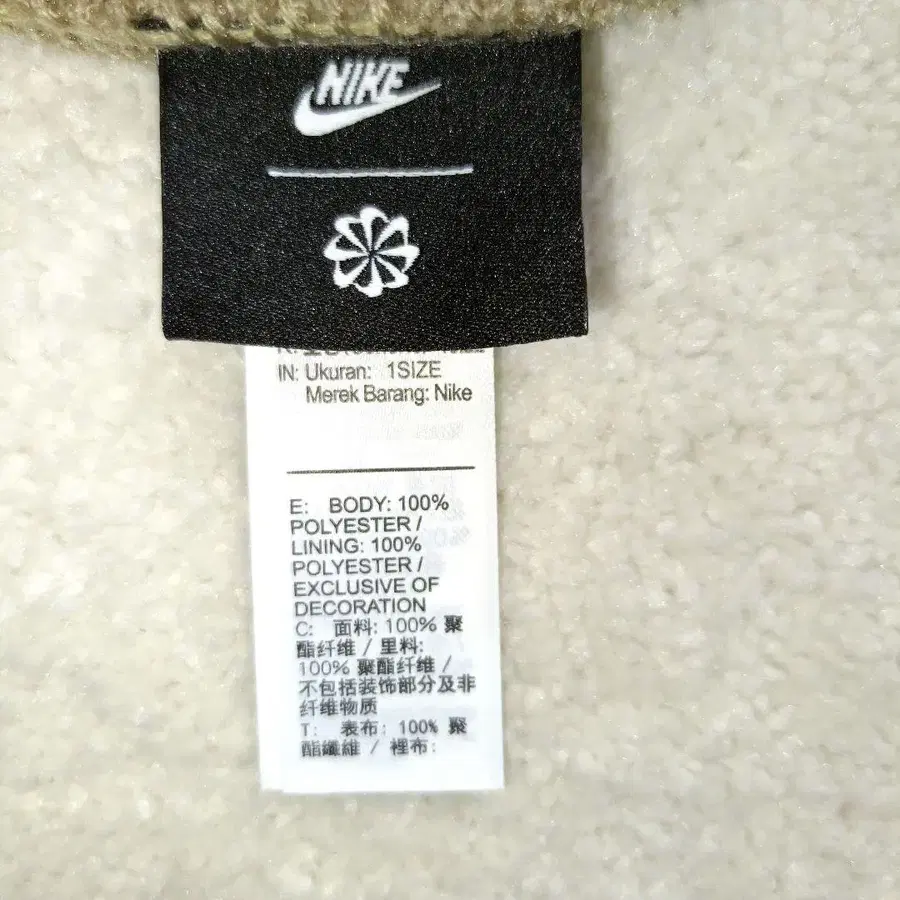 NIKE
IN: Ukuran: 1SIZE
Merek Barang: Nike
E: BODY: 100%
POLYESTER /
LINING: 100%
POLYESTER /
EXCLUSIVE OF
DECORATION
C: 面料: 100% 聚
酯纤维 / 里料:
100% 聚酯纤维 /
不包括装饰部分及非
纤维物质
T: 表布: 100% 聚
酯纖維 / 裡布: